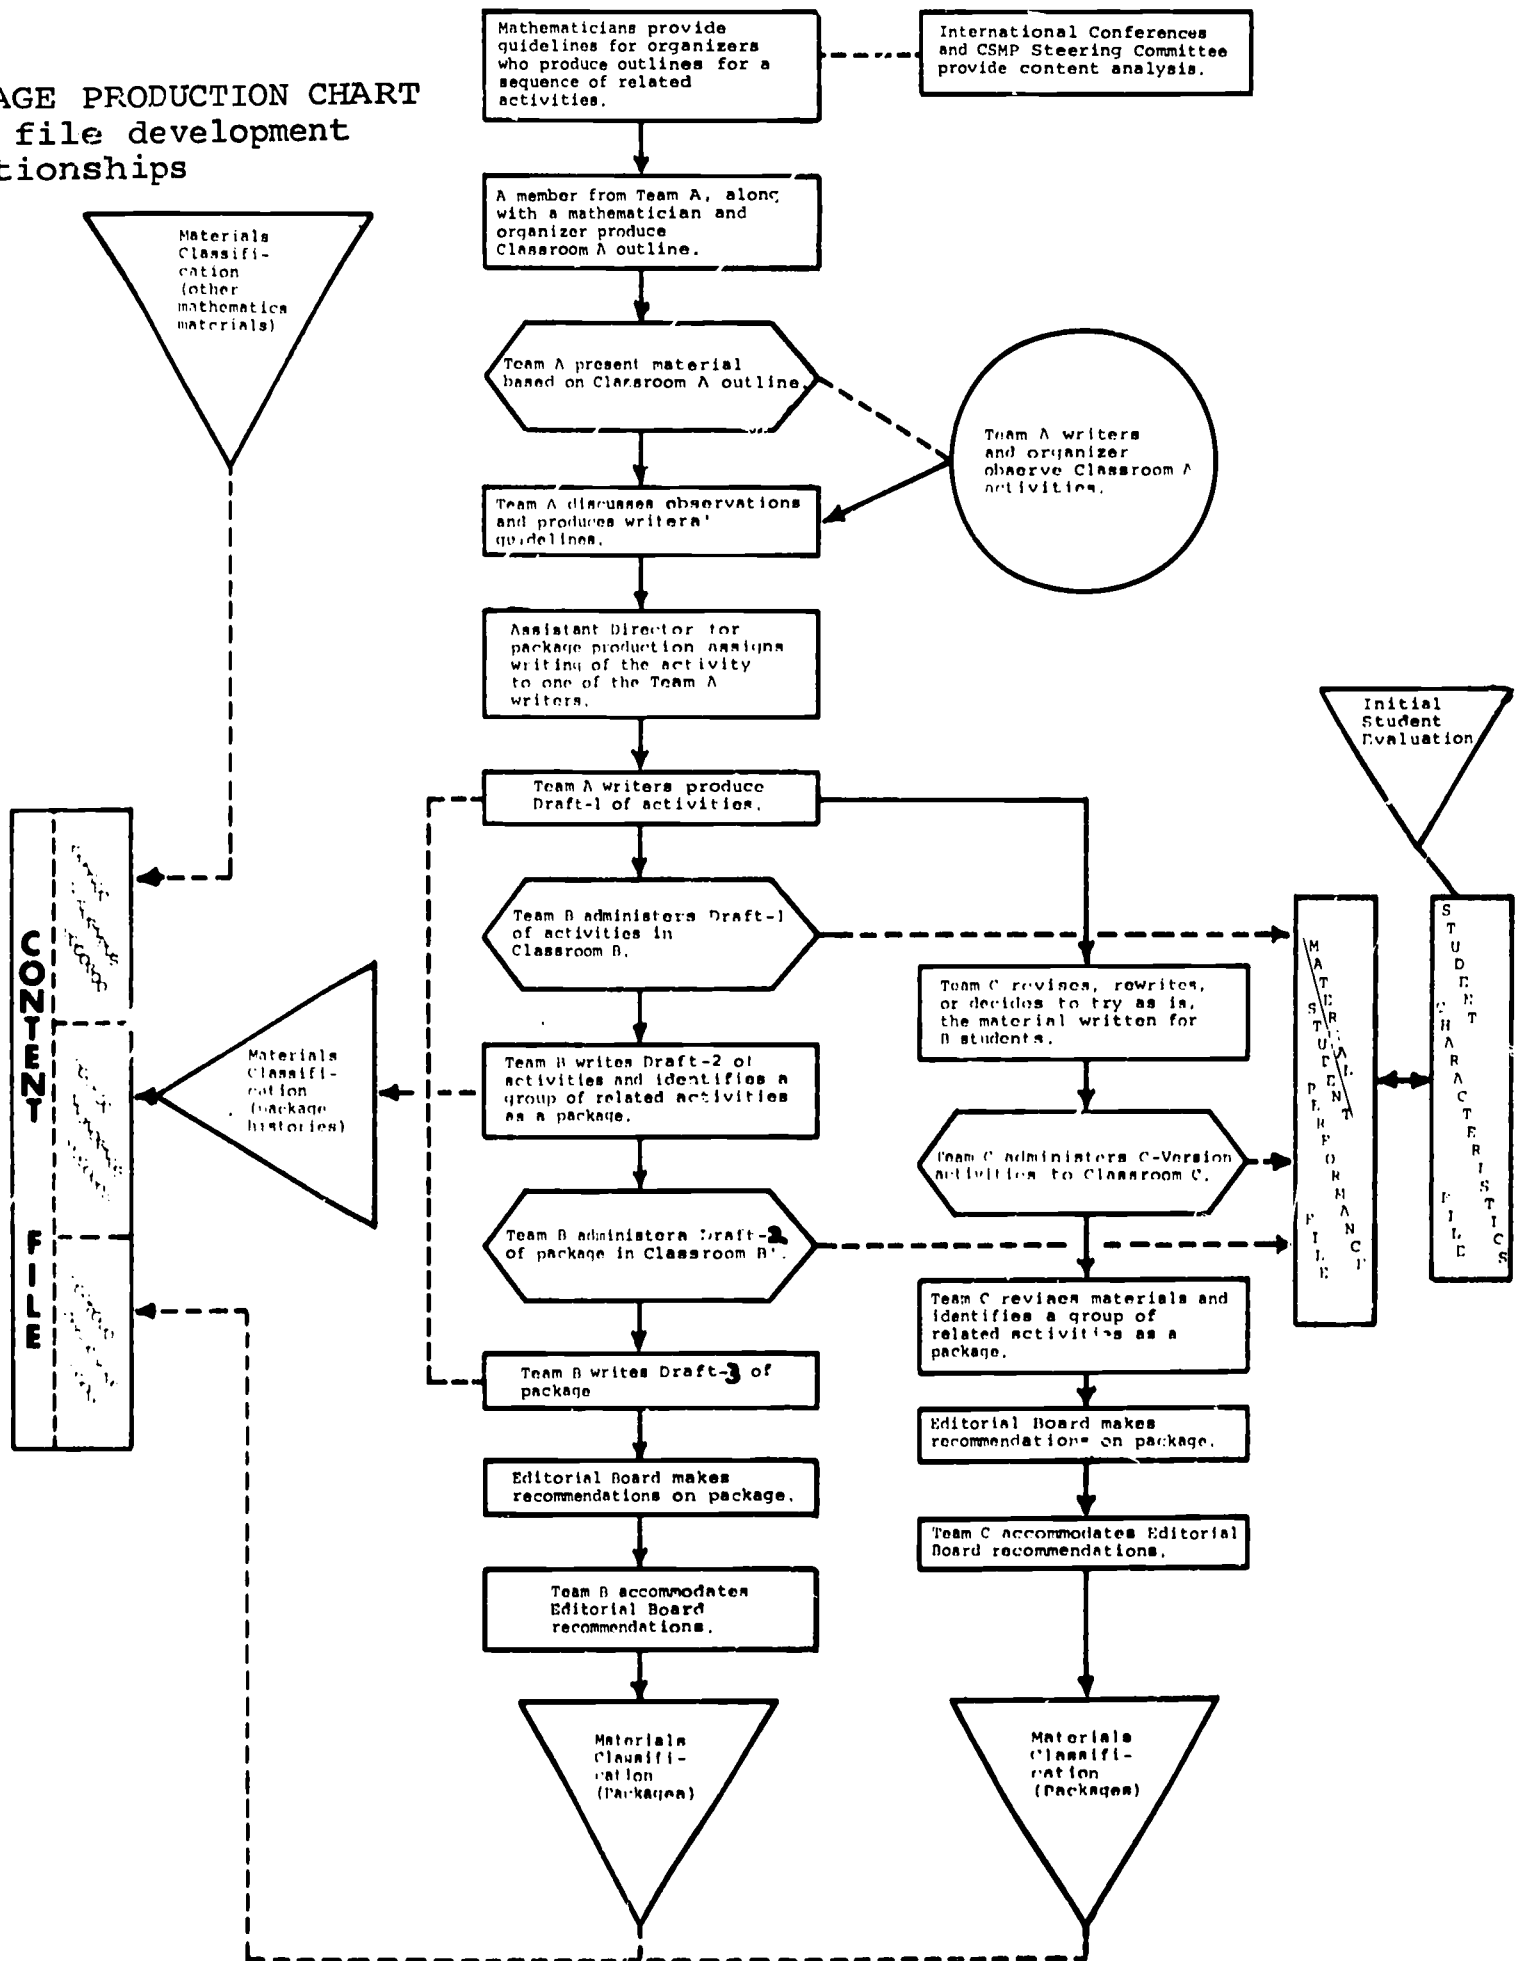 Mathematicians provide
guidelines for organizers
who produce outlines for a
sequence of related
activities.
International Conferences
and CSMP Steering Committee
provide content analysis.
AGE PRODUCTION CHART
file development
tionships
A member from Team A, along
with a mathematician and
organizer produce
Classroom A outline.
Materials
Classifi-
cation
(other
mathematics
materials)
Team A present material
based on Classroom A outline.
Team A writers
and organizer
observe Classroom A
activities.
Team A discusses observations
and produces writers'
guidelines.
Assistant Director for
package production assigns
writing of the activity
to one of the Team A
writers.
Initial
Student
Evaluation
Team A writers produce
Draft-1 of activities.
Team B administers Draft-1
of activities in
Classroom B.
Team C revises, rewrites,
or decides to try as is,
the material written for
B students.
CONTENT FILE
MATERIAL
STUDENT PERFORMANCE FILE
STUDENT CHARACTERISTICS FILE
Materials
Classifi-
cation
(package
histories)
Team B writes Draft-2 of
activities and identifies a
group of related activities
as a package.
Team C administers C-Version
activities to Classroom C.
Team B administers Draft-2
of package in Classroom B'.
Team C revises materials and
identifies a group of
related activities as a
package.
Team B writes Draft-3 of
package
Editorial Board makes
recommendations on package.
Editorial Board makes
recommendations on package.
Team C accommodates Editorial
Board recommendations.
Team B accommodates
Editorial Board
recommendations.
Materials
Classifi-
cation
(Packages)
Materials
Classifi-
cation
(Packages)